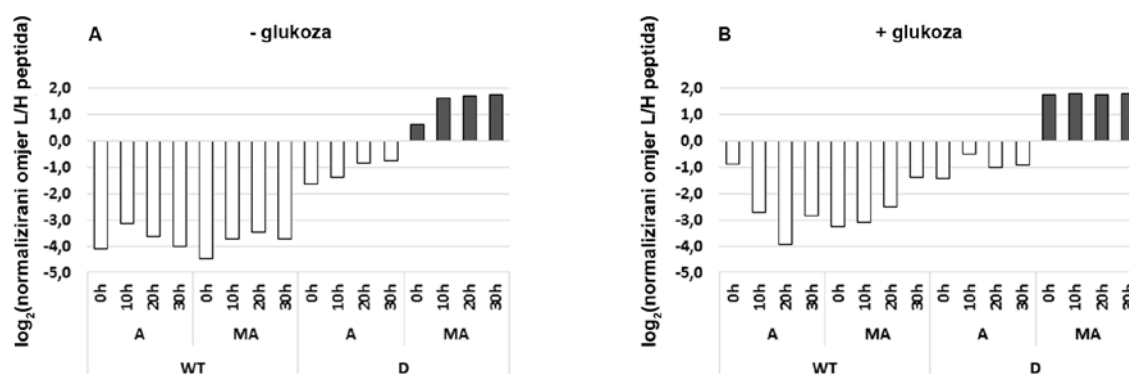 A - glukoza
log2(normalizirani omjer L/H peptida)
2,0
1,0
0,0
-1,0
-2,0
-3,0
-4,0
-5,0
0h 10h 20h 30h 0h 10h 20h 30h 0h 10h 20h 30h 0h 10h 20h 30h
A MA A MA
WT D
B + glukoza
log2(normalizirani omjer L/H peptida)
2,0
1,0
0,0
-1,0
-2,0
-3,0
-4,0
-5,0
0h 10h 20h 30h 0h 10h 20h 30h 0h 10h 20h 30h 0h 10h 20h 30h
A MA A MA
WT D